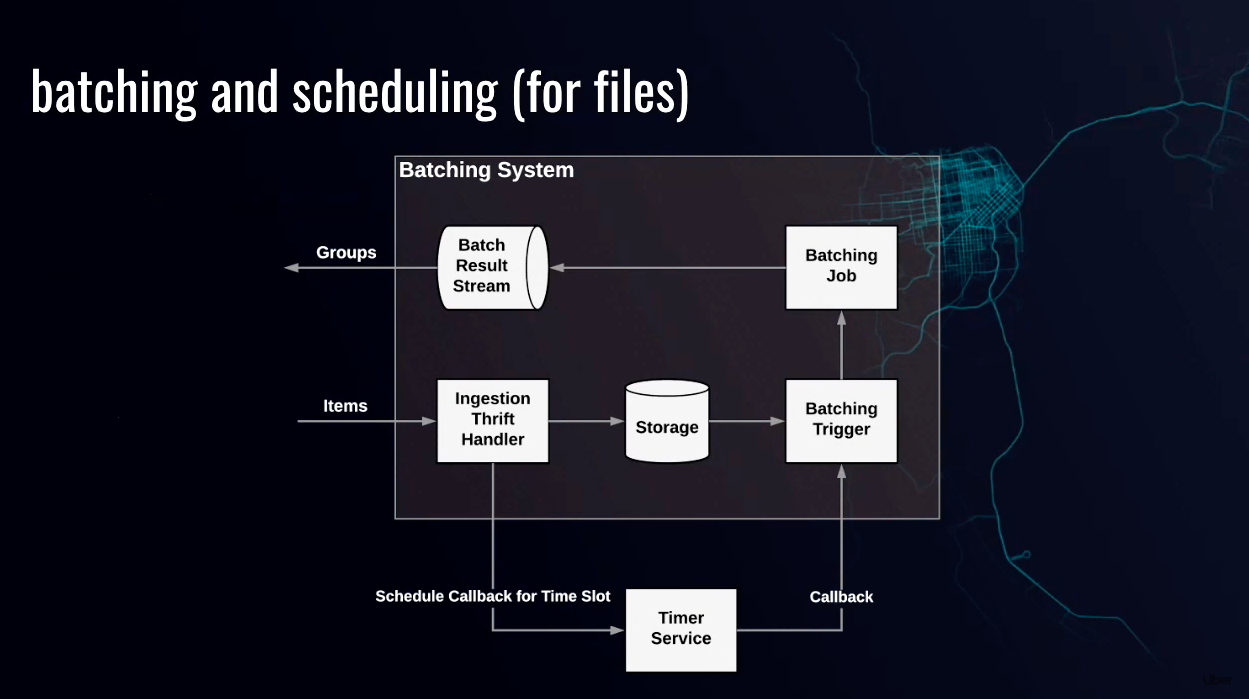 batching and scheduling (for files)
Batching System
Groups
Batch
Result
Stream
Batching
Job
Items
Ingestion
Thrift
Handler
Storage
Batching
Trigger
Schedule Callback for Time Slot
Callback
Timer
Service
Uber